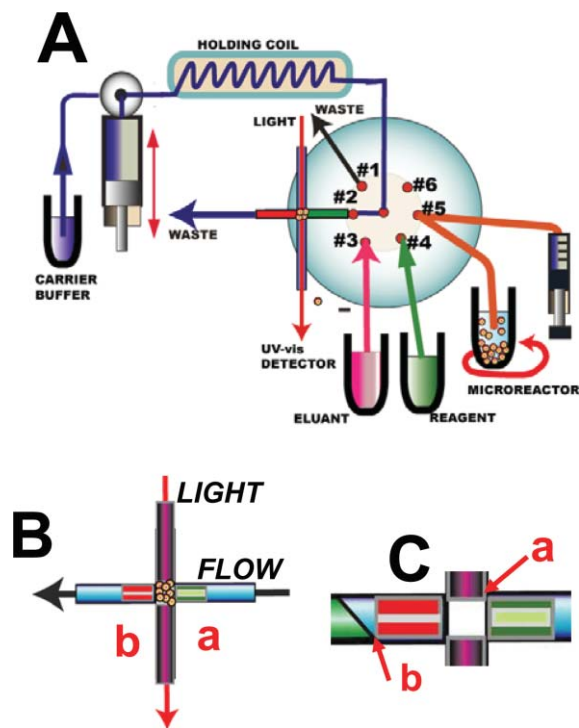 A
HOLDING COIL
LIGHT
WASTE
#1
#6
#2
#5
#3
#4
WASTE
CARRIER
BUFFER
UV-vis
DETECTOR
ELUANT
REAGENT
MICROREACTOR
B
LIGHT
FLOW
b
a
C
a
b